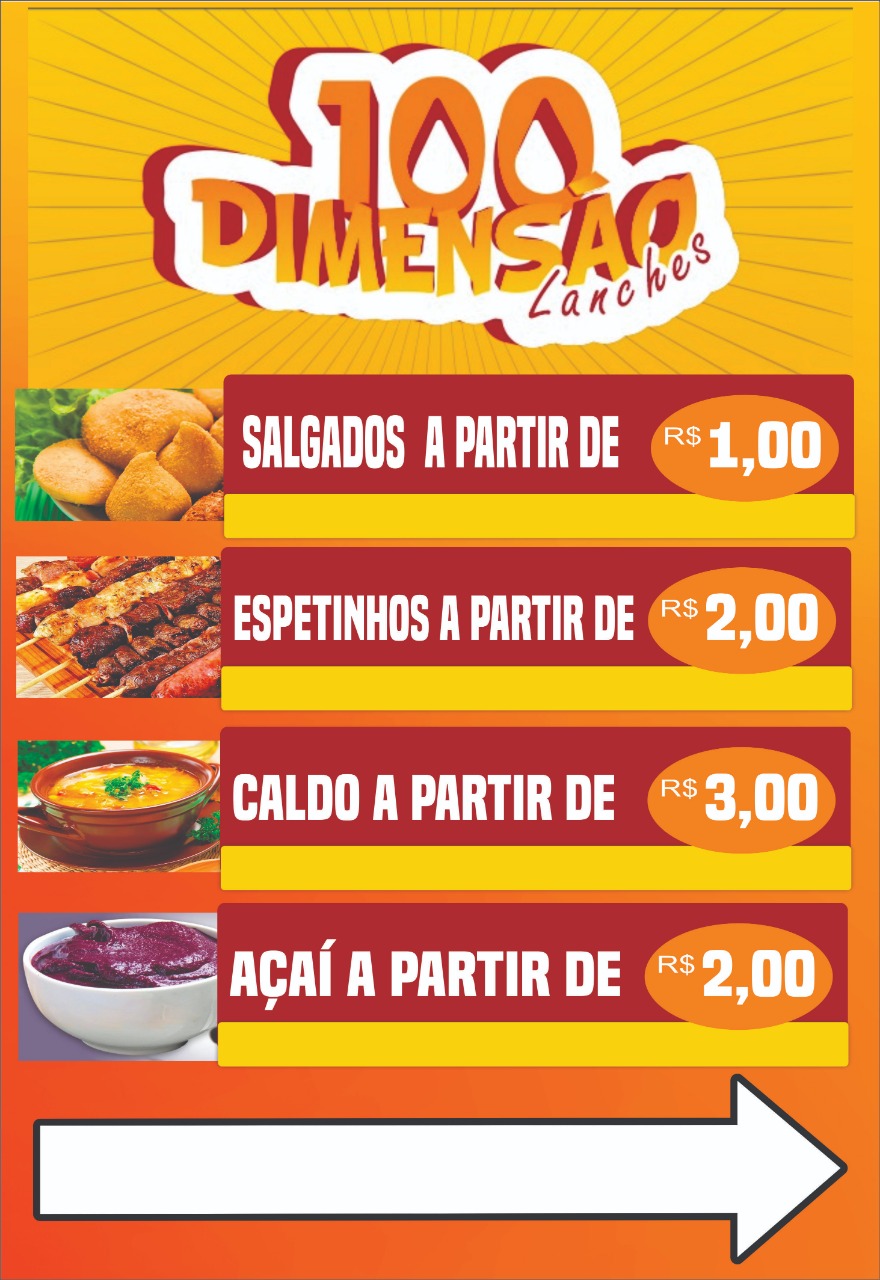 100
DIMENSÃO
Lanches
SALGADOS A PARTIR DE R$ 1,00
ESPETINHOS A PARTIR DE R$ 2,00
CALDO A PARTIR DE R$ 3,00
AÇAÍ A PARTIR DE R$ 2,00